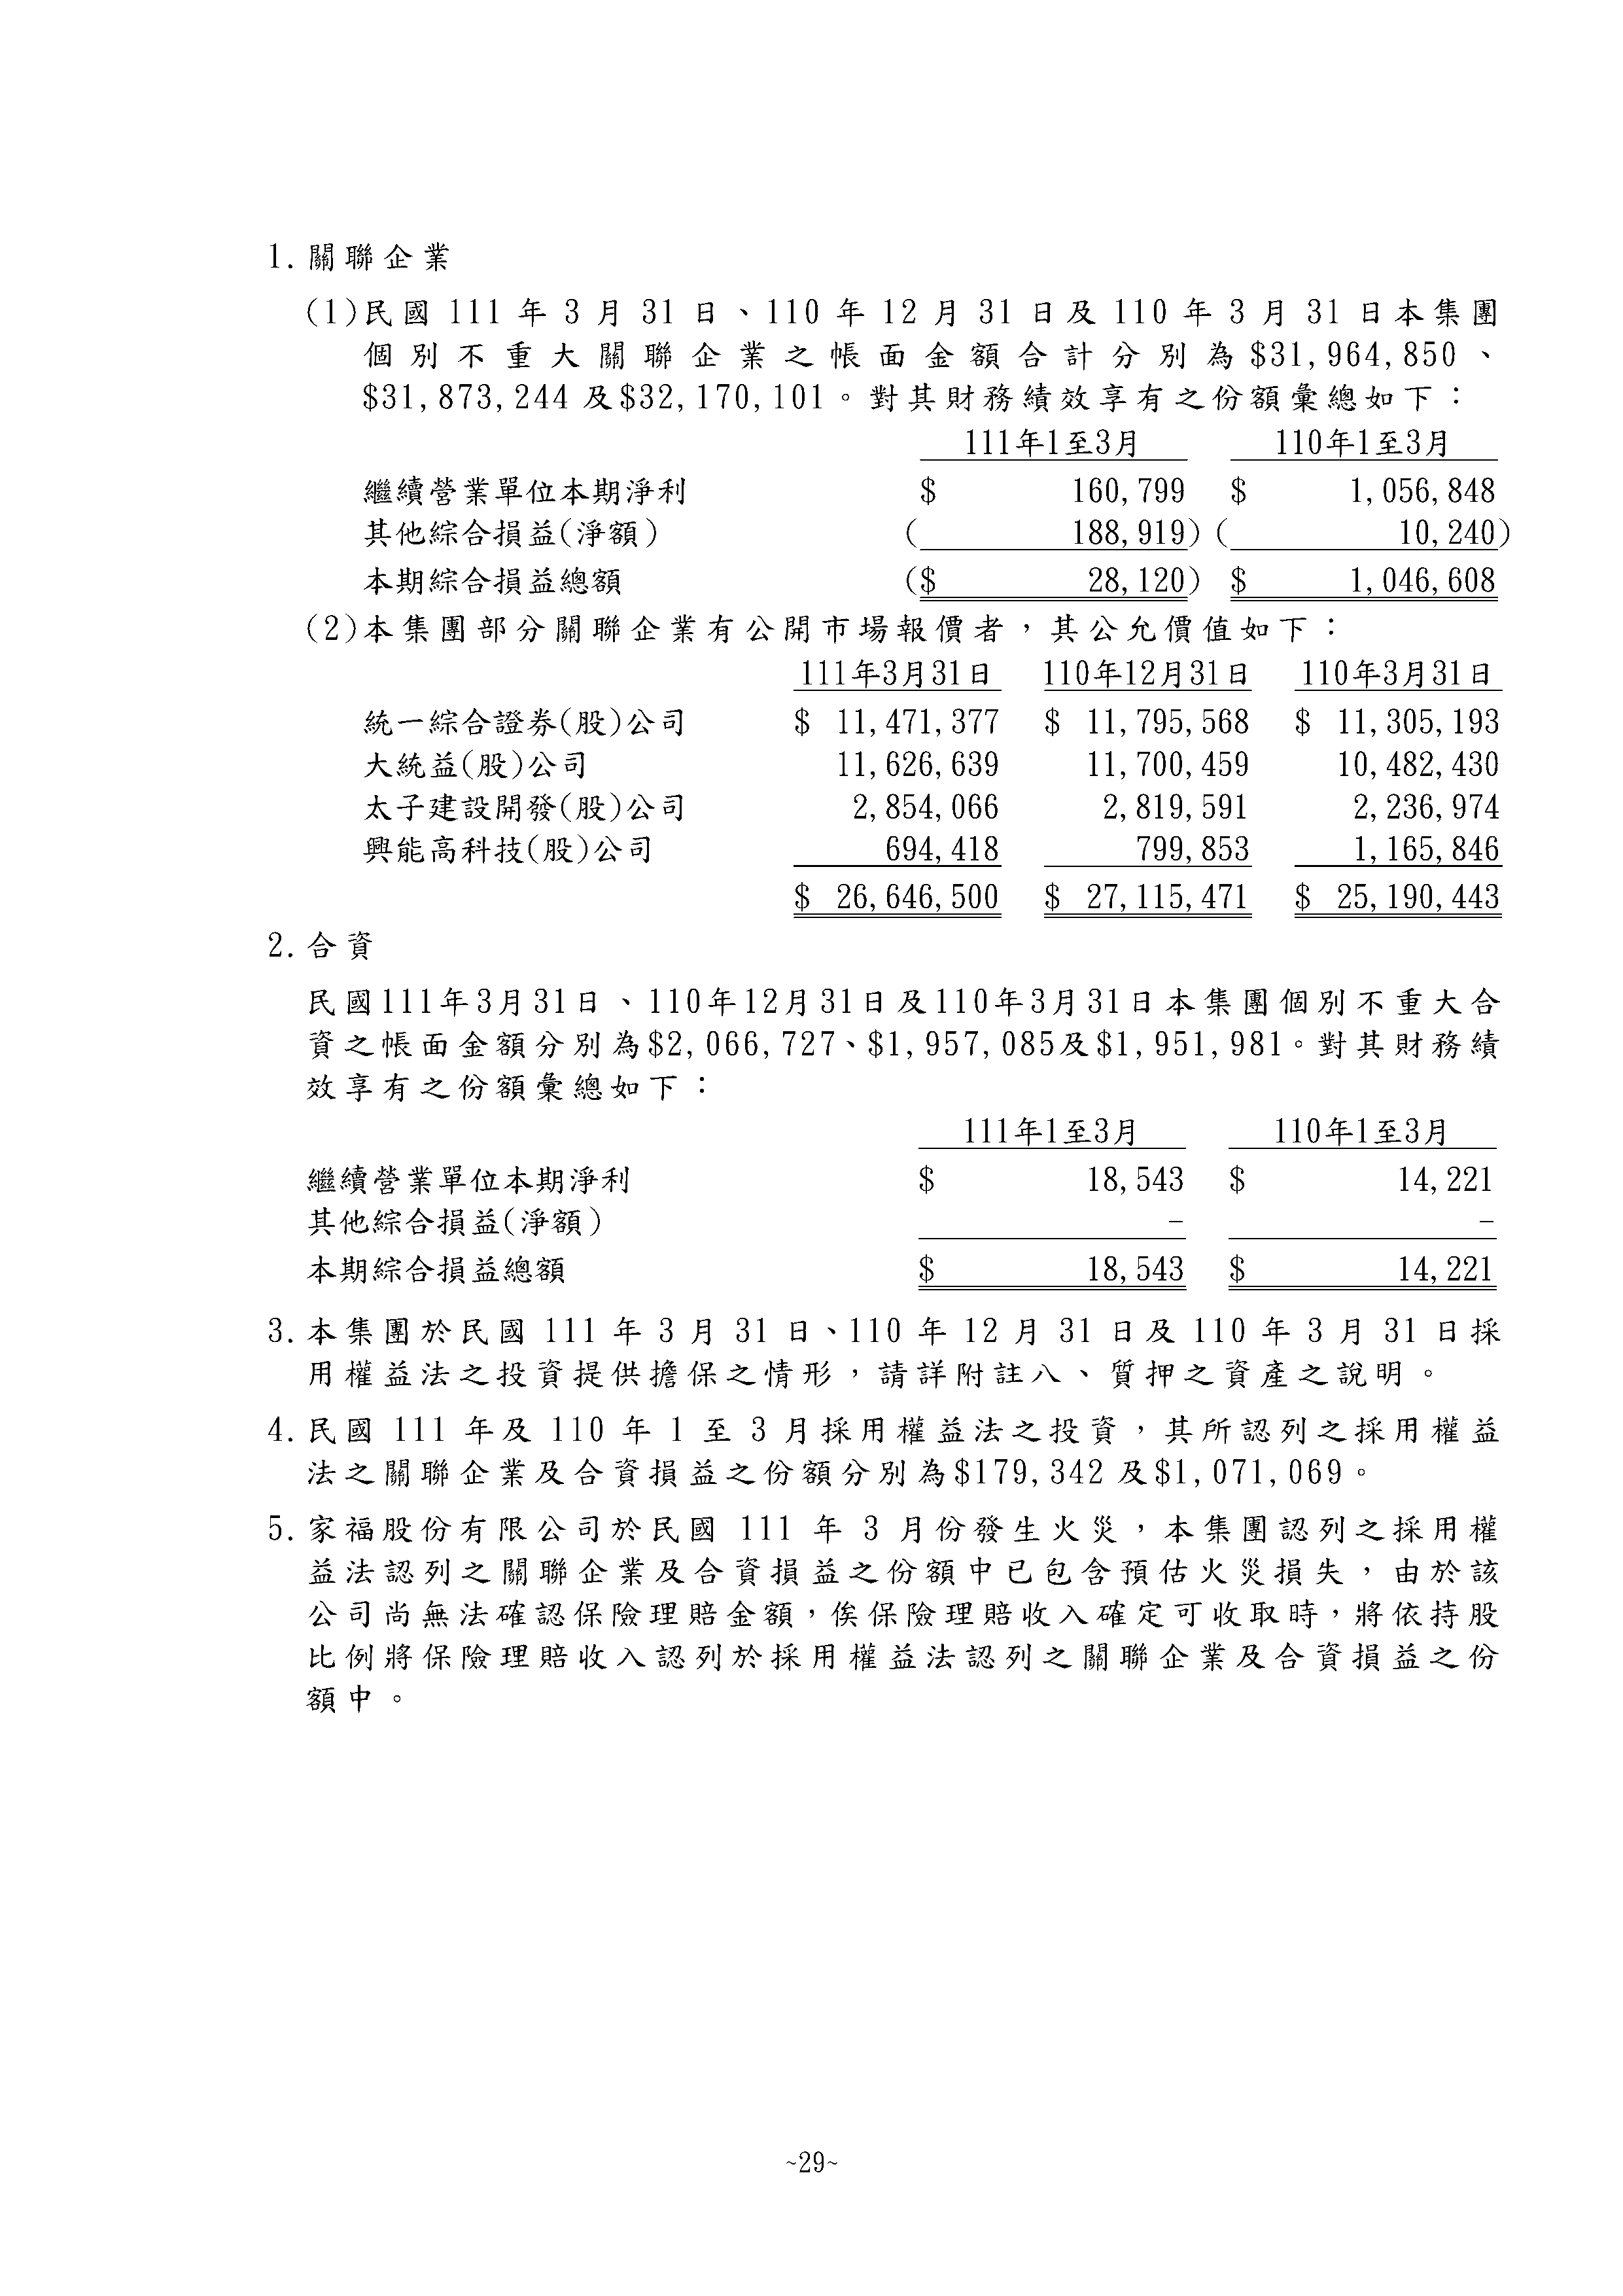 1.關聯企業
(1)民國 111 年 3 月 31 日、110 年 12 月 31 日及 110 年 3 月 31 日本集團
個別不重大關聯企業之帳面金額合計分別為$31,964,850、
$31,873,244 及$32,170,101。對其財務績效享有之份額彙總如下：
111年1至3月 110年1至3月
繼續營業單位本期淨利 $ 160,799 $ 1,056,848
其他綜合損益(淨額) ( 188,919) ( 10,240)
本期綜合損益總額 ($ 28,120) $ 1,046,608
(2)本集團部分關聯企業有公開市場報價者，其公允價值如下：
111年3月31日 110年12月31日 110年3月31日
統一綜合證券(股)公司 $ 11,471,377 $ 11,795,568 $ 11,305,193
大統益(股)公司 11,626,639 11,700,459 10,482,430
太子建設開發(股)公司 2,854,066 2,819,591 2,236,974
興能高科技(股)公司 694,418 799,853 1,165,846
$ 26,646,500 $ 27,115,471 $ 25,190,443
2.合資
民國111年3月31日、110年12月31日及110年3月31日本集團個別不重大合
資之帳面金額分別為$2,066,727、$1,957,085及$1,951,981。對其財務績
效享有之份額彙總如下：
111年1至3月 110年1至3月
繼續營業單位本期淨利 $ 18,543 $ 14,221
其他綜合損益(淨額) - -
本期綜合損益總額 $ 18,543 $ 14,221
3.本集團於民國 111 年 3 月 31 日、110 年 12 月 31 日及 110 年 3 月 31 日採
用權益法之投資提供擔保之情形，請詳附註八、質押之資產之說明。
4.民國 111 年及 110 年 1 至 3 月採用權益法之投資，其所認列之採用權益
法之關聯企業及合資損益之份額分別為$179,342 及$1,071,069。
5.家福股份有限公司於民國 111 年 3 月份發生火災，本集團認列之採用權
益法認列之關聯企業及合資損益之份額中已包含預估火災損失，由於該
公司尚無法確認保險理賠金額，俟保險理賠收入確定可收取時，將依持股
比例將保險理賠收入認列於採用權益法認列之關聯企業及合資損益之份
額中。
~29~